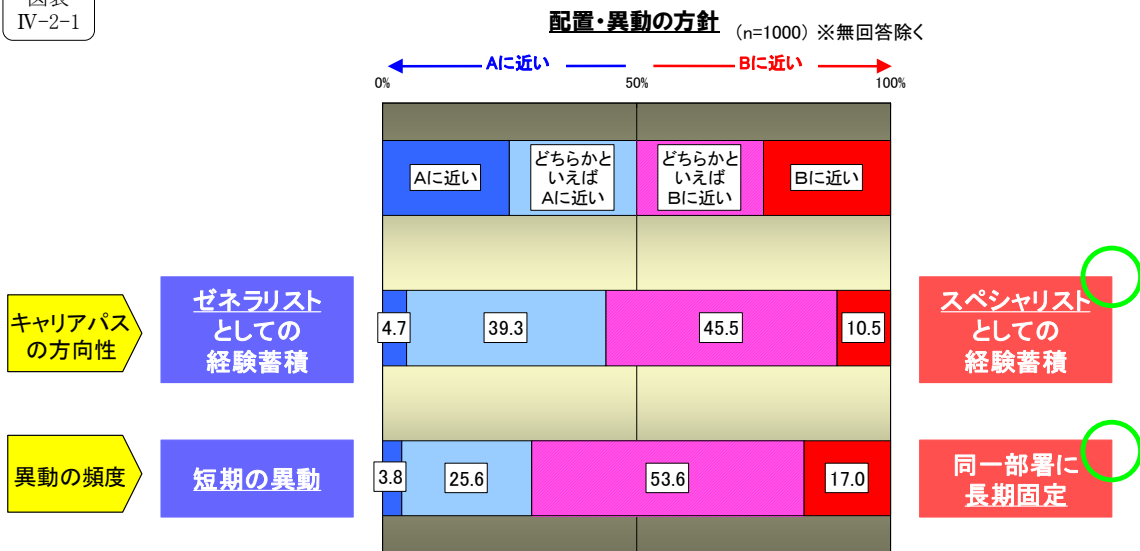 図表
Ⅳ-2-1
配置・異動の方針 (n=1000) ※無回答除く
Aに近い
Bに近い
0%
50%
100%
Aに近い
どちらかと
いえば
Aに近い
どちらかと
いえば
Bに近い
Bに近い
キャリアパス
の方向性
ゼネラリスト
としての
経験蓄積
4.7
39.3
45.5
10.5
スペシャリスト
としての
経験蓄積
異動の頻度
短期の異動
3.8
25.6
53.6
17.0
同一部署に
長期固定